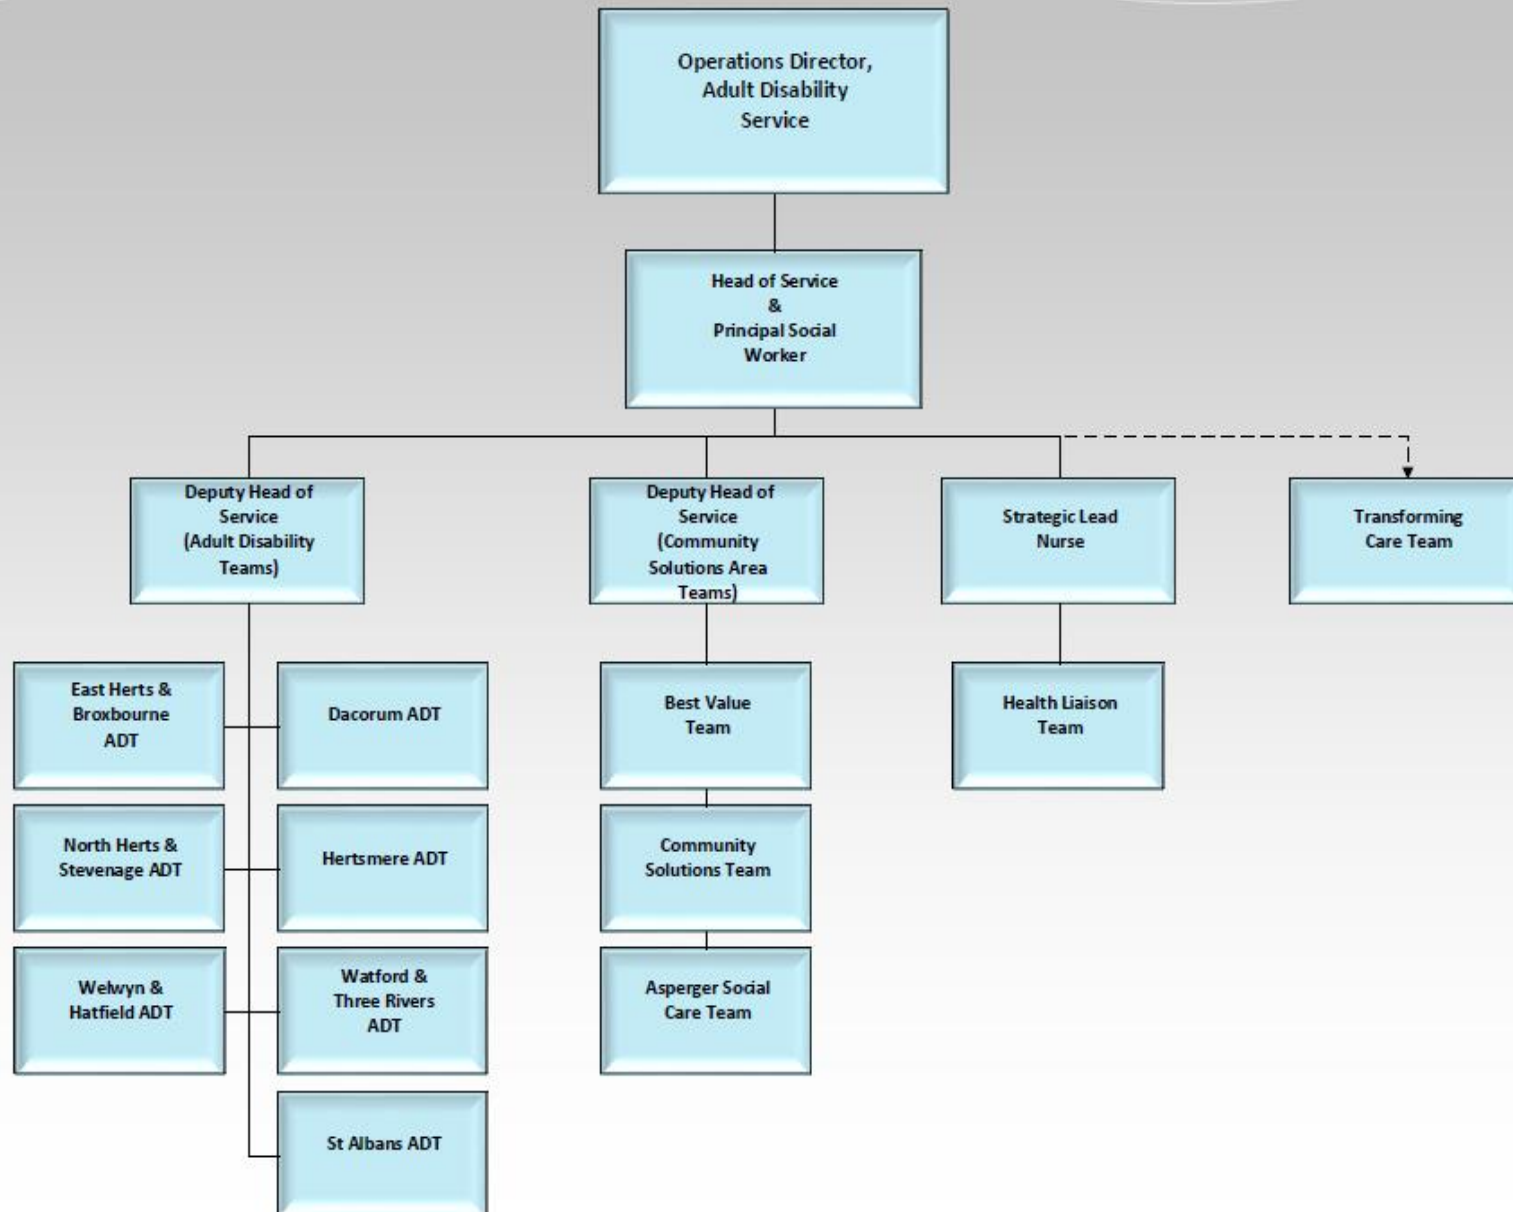 Operations Director,
Adult Disability
Service
Head of Service
&
Principal Social
Worker
Deputy Head of
Service
(Adult Disability
Teams)
Deputy Head of
Service
(Community
Solutions Area
Teams)
Strategic Lead
Nurse
Transforming
Care Team
East Herts &
Broxbourne
ADT
Dacorum ADT
Best Value
Team
Health Liaison
Team
North Herts &
Stevenage ADT
Hertsmere ADT
Community
Solutions Team
Welwyn &
Hatfield ADT
Watford &
Three Rivers
ADT
Asperger Social
Care Team
St Albans ADT